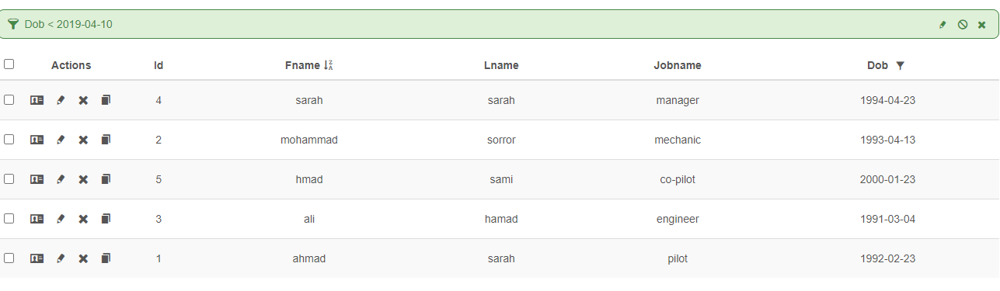 Dob < 2019-04-10
Actions Id Fname Lname Jobname Dob
4 sarah sarah manager 1994-04-23
2 mohammad sorror mechanic 1993-04-13
5 hmad sami co-pilot 2000-01-23
3 ali hamad engineer 1991-03-04
1 ahmad sarah pilot 1992-02-23